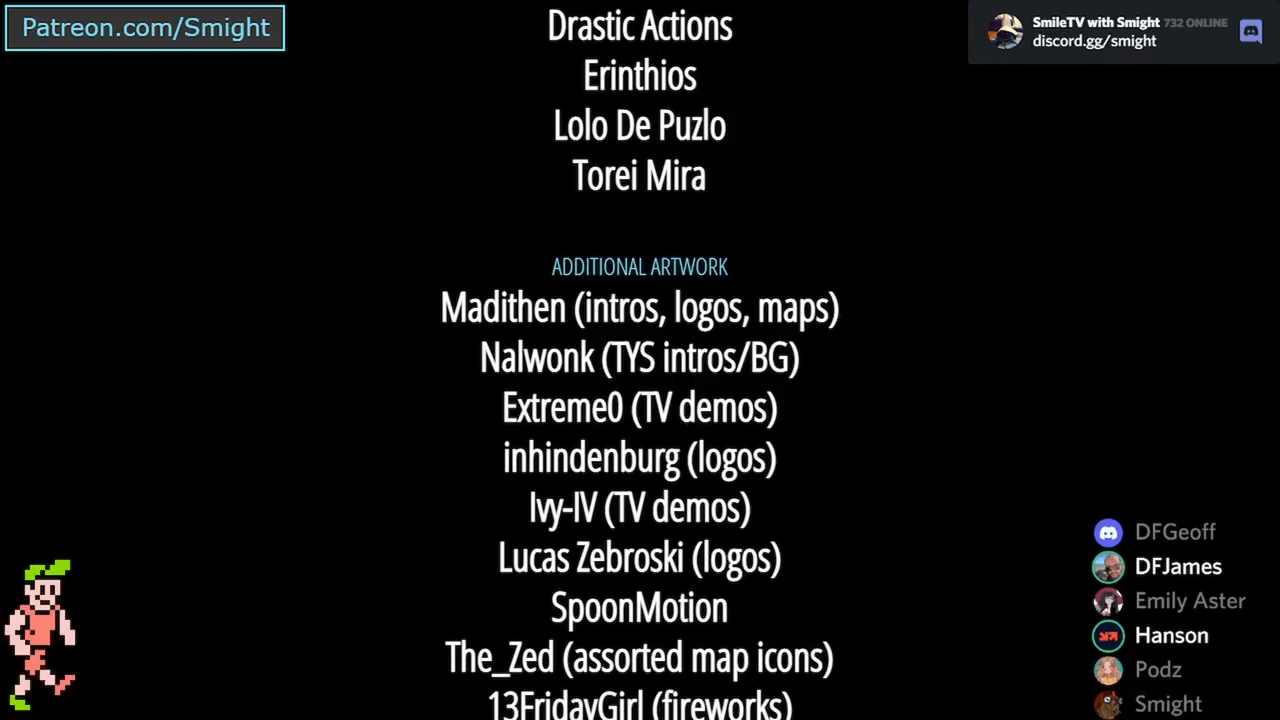 Patreon.com/Smight
SmileTV with Smight 732 ONLINE
discord.gg/smight
Drastic Actions
Erinthios
Lolo De Puzlo
Torei Mira
ADDITIONAL ARTWORK
Madithen (intros, logos, maps)
Nalwonk (TYS intros/BG)
Extreme0 (TV demos)
inhindenburg (logos)
Ivy-IV (TV demos)
Lucas Zebroski (logos)
SpoonMotion
The_Zed (assorted map icons)
13FridayGirl (fireworks)
DFGeoff
DFJames
Emily Aster
Hanson
Podz
Smight